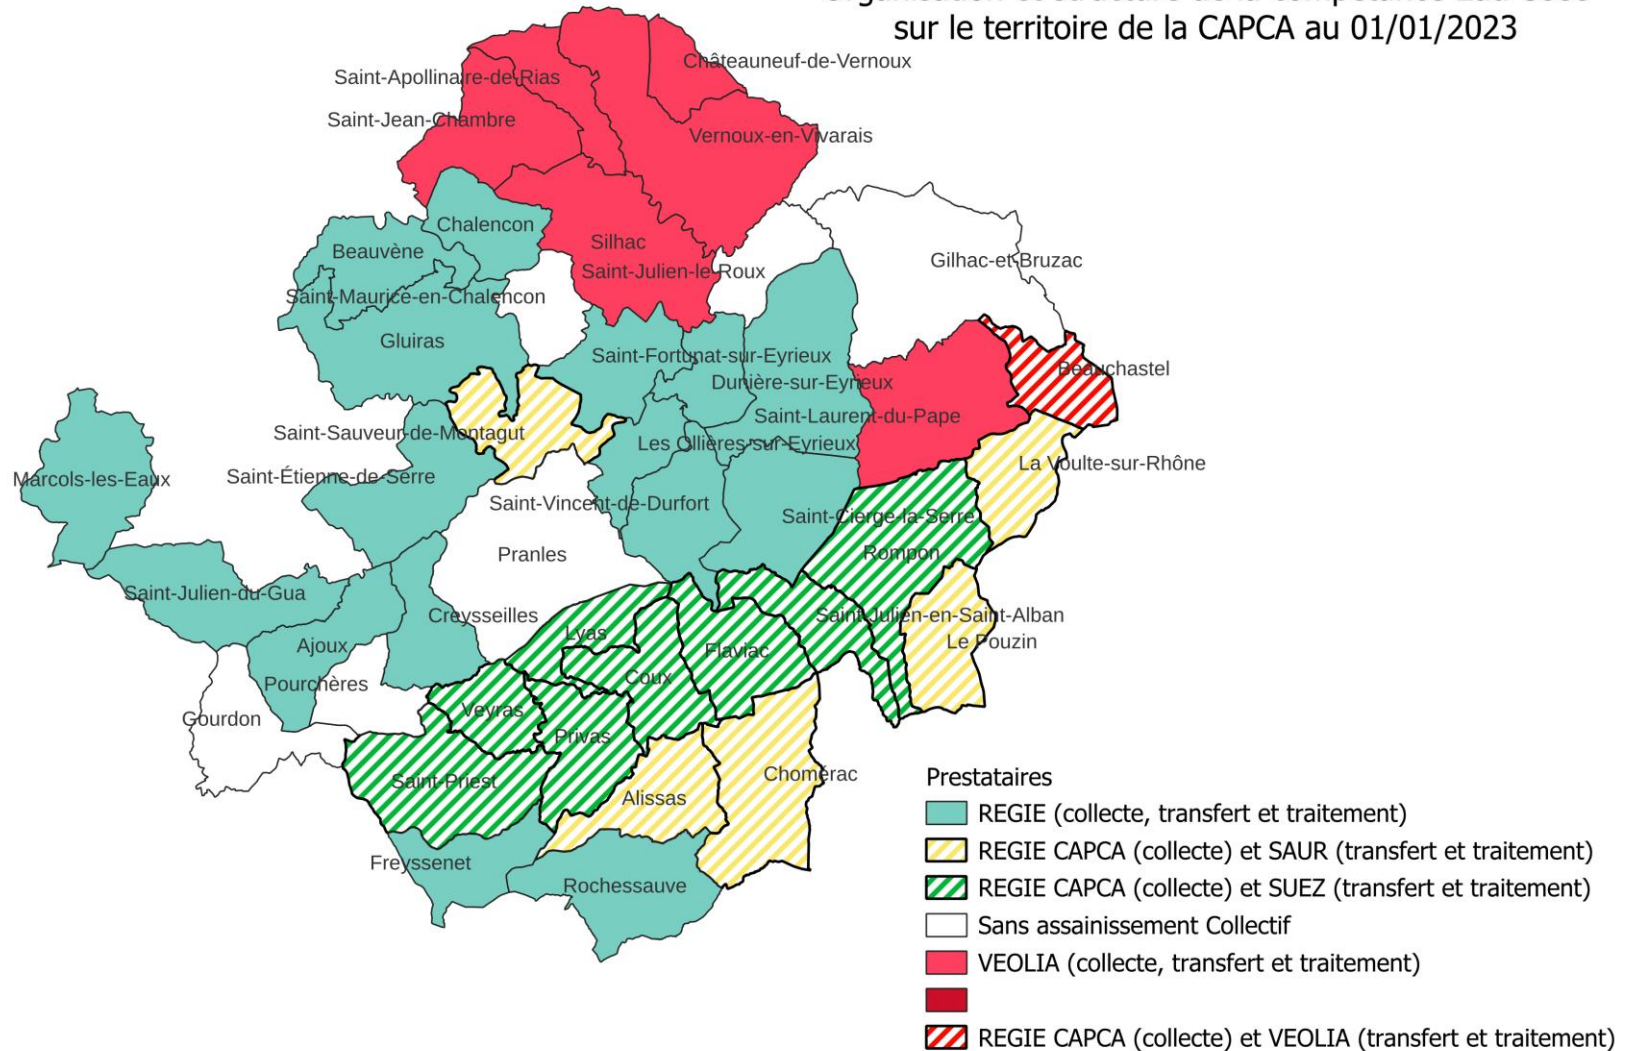 sur le territoire de la CAPCA au 01/01/2023
Châteauneuf-de-Vernoux
Saint-Apollinaire-de-Rias
Saint-Jean-Chambre
Vernoux-en-Vivarais
Chalencon
Silhac
Beauvène
Gilhac-et-Bruzac
Saint-Julien-le-Roux
Saint-Maurice-en-Chalencon
Gluiras
Saint-Fortunat-sur-Eyrieux
Beauchastel
Dunière-sur-Eyrieux
Saint-Laurent-du-Pape
Saint-Sauveur-de-Montagut
Les Ollières-sur-Eyrieux
La Voulte-sur-Rhône
Saint-Étienne-de-Serre
Marcols-les-Eaux
Saint-Vincent-de-Durfort
Saint-Cierge-la-Serre
Pranles
Rompon
Saint-Julien-du-Gua
Creysseilles
Saint-Julien-en-Saint-Alban
Lyas
Le Pouzin
Ajoux
Flaviac
Coux
Pourchères
Veyras
Gourdon
Privas
Chomérac
Saint-Priest
Alissas
Freyssenet
Rochessauve
Prestataires
REGIE (collecte, transfert et traitement)
REGIE CAPCA (collecte) et SAUR (transfert et traitement)
REGIE CAPCA (collecte) et SUEZ (transfert et traitement)
Sans assainissement Collectif
VEOLIA (collecte, transfert et traitement)
REGIE CAPCA (collecte) et VEOLIA (transfert et traitement)